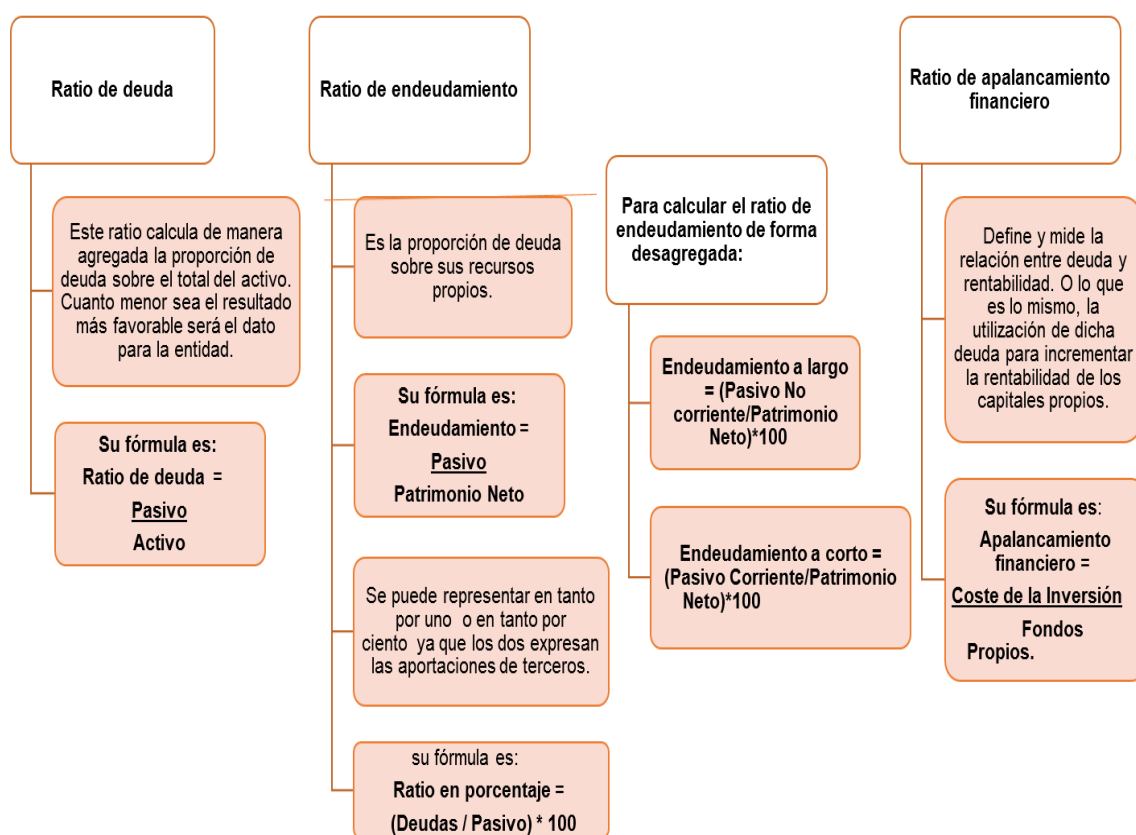 Ratio de deuda
Este ratio calcula de manera
agregada la proporción de
deuda sobre el total del activo.
Cuanto menor sea el resultado
más favorable será el dato
para la entidad.
Su fórmula es:
Ratio de deuda =
Pasivo
Activo
Ratio de endeudamiento
Es la proporción de deuda
sobre sus recursos
propios.
Su fórmula es:
Endeudamiento =
Pasivo
Patrimonio Neto
Se puede representar en tanto
por uno o en tanto por
ciento ya que los dos expresan
las aportaciones de terceros.
su fórmula es:
Ratio en porcentaje =
(Deudas / Pasivo) * 100
Para calcular el ratio de
endeudamiento de forma
desagregada:
Endeudamiento a largo
= (Pasivo No
corriente/Patrimonio
Neto)*100
Endeudamiento a corto =
(Pasivo Corriente/Patrimonio
Neto)*100
Ratio de apalancamiento
financiero
Define y mide la
relación entre deuda y
rentabilidad. O lo que
es lo mismo, la
utilización de dicha
deuda para incrementar
la rentabilidad de los
capitales propios.
Su fórmula es:
Apalancamiento
financiero =
Coste de la Inversión
Fondos
Propios.